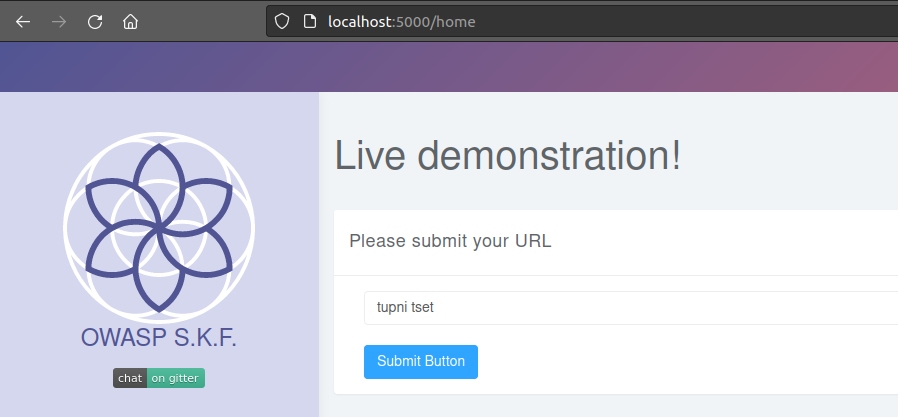 localhost:5000/home
OWASP S.K.F.
chat on gitter
Live demonstration!
Please submit your URL
tupni tset
Submit Button